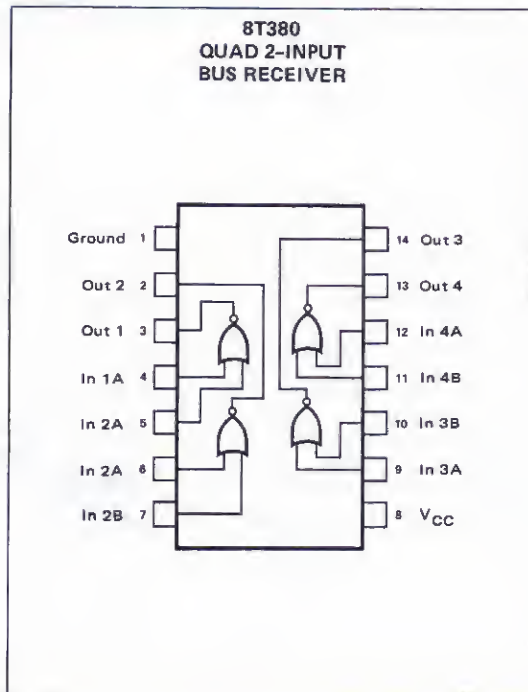 8T380
QUAD 2-INPUT
BUS RECEIVER
Ground 1
Out 2 2
Out 1 3
In 1A 4
In 2A 5
In 2A 6
In 2B 7
14 Out 3
13 Out 4
12 In 4A
11 In 4B
10 In 3B
9 In 3A
8 VCC